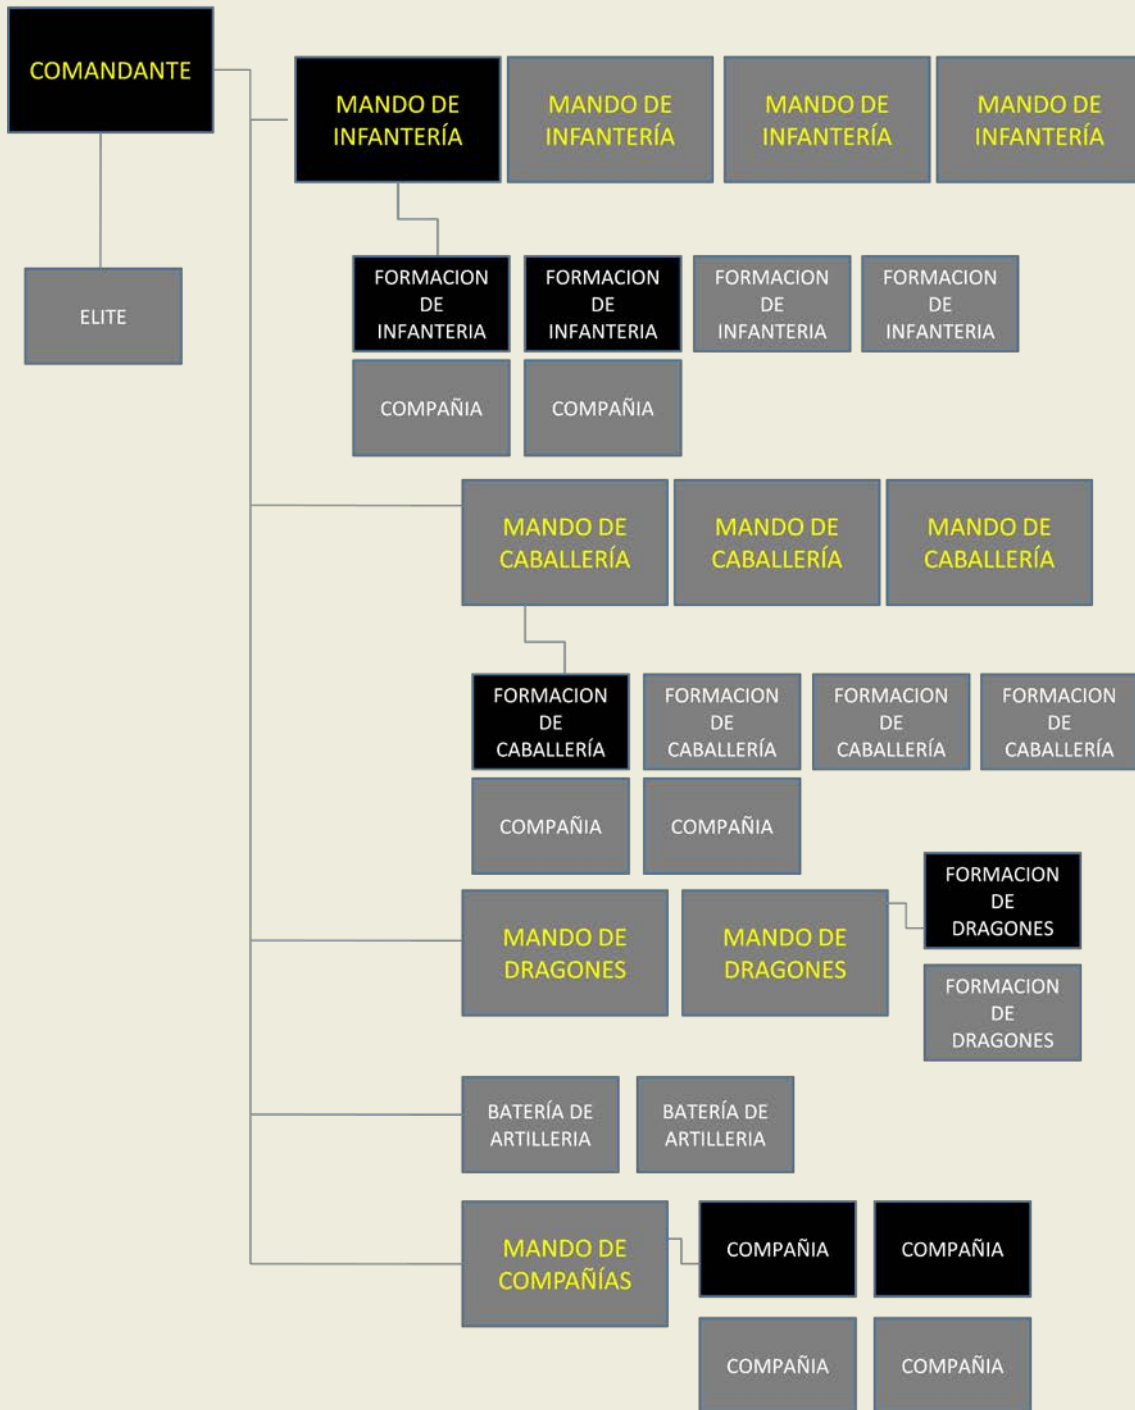 COMANDANTE
MANDO DE
INFANTERÍA
MANDO DE
INFANTERÍA
MANDO DE
INFANTERÍA
MANDO DE
INFANTERÍA
ELITE
FORMACION
DE
INFANTERIA
FORMACION
DE
INFANTERIA
FORMACION
DE
INFANTERIA
FORMACION
DE
INFANTERIA
COMPAÑIA
COMPAÑIA
MANDO DE
CABALLERÍA
MANDO DE
CABALLERÍA
MANDO DE
CABALLERÍA
FORMACION
DE
CABALLERÍA
FORMACION
DE
CABALLERÍA
FORMACION
DE
CABALLERÍA
FORMACION
DE
CABALLERÍA
COMPAÑIA
COMPAÑIA
MANDO DE
DRAGONES
MANDO DE
DRAGONES
FORMACION
DE
DRAGONES
FORMACION
DE
DRAGONES
BATERÍA DE
ARTILLERIA
BATERÍA DE
ARTILLERIA
MANDO DE
COMPAÑÍAS
COMPAÑIA
COMPAÑIA
COMPAÑIA
COMPAÑIA